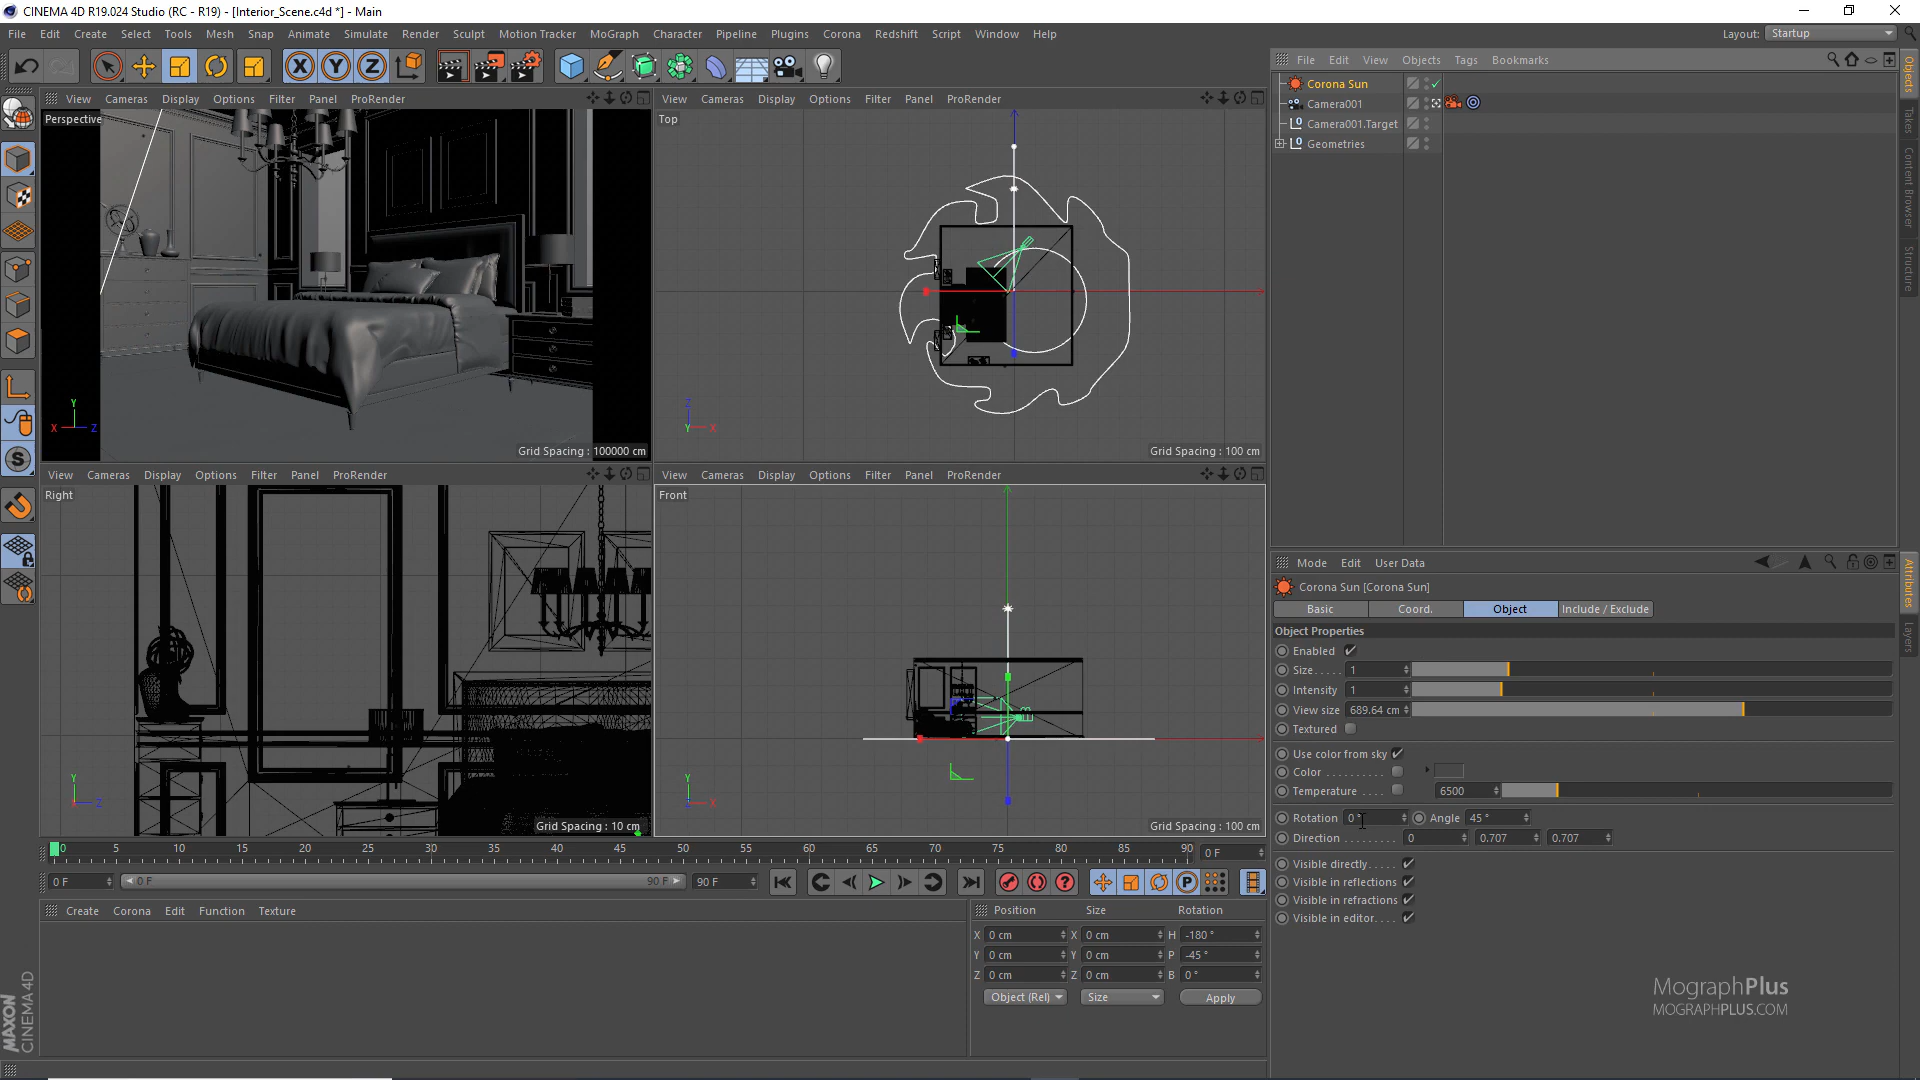 CINEMA 4D R19.024 Studio (RC - R19) - [Interior_Scene.c4d *] - Main
File Edit Create Select Tools Mesh Snap Animate Simulate Render Sculpt Motion Tracker MoGraph Character Pipeline Plugins Corona Redshift Script Window Help
Layout: Startup
X Y Z
View Cameras Display Options Filter Panel ProRender
Perspective
Y
X Z
Grid Spacing : 100000 cm
View Cameras Display Options Filter Panel ProRender
Top
Z
Y X
Grid Spacing : 100 cm
View Cameras Display Options Filter Panel ProRender
Right
Y
Z
Grid Spacing : 10 cm
View Cameras Display Options Filter Panel ProRender
Front
Y
Z X
Grid Spacing : 100 cm
0 5 10 15 20 25 30 35 40 45 50 55 60 65 70 75 80 85 90
0 F
0 F 0 F 90 F 90 F
P
Create Corona Edit Function Texture
Position Size Rotation
X 0 cm X 0 cm H -180 °
Y 0 cm Y 0 cm P -45 °
Z 0 cm Z 0 cm B 0 °
Object (Rel) Size Apply
MAXON
CINEMA 4D
File Edit View Objects Tags Bookmarks
Corona Sun
Camera001
Camera001.Target
Geometries
Objects
Takes
Content Browser
Structure
Mode Edit User Data
Corona Sun [Corona Sun]
Basic Coord. Object Include / Exclude
Object Properties
Enabled
Size..... 1
Intensity 1
View size 689.64 cm
Textured
Use color from sky
Color ..........
Temperature .... 6500
Rotation 0 ° Angle 45 °
Direction ......... 0 0.707 0.707
Visible directly.....
Visible in reflections
Visible in refractions
Visible in editor....
Attributes
Layers
MographPlus
MOGRAPHPLUS.COM